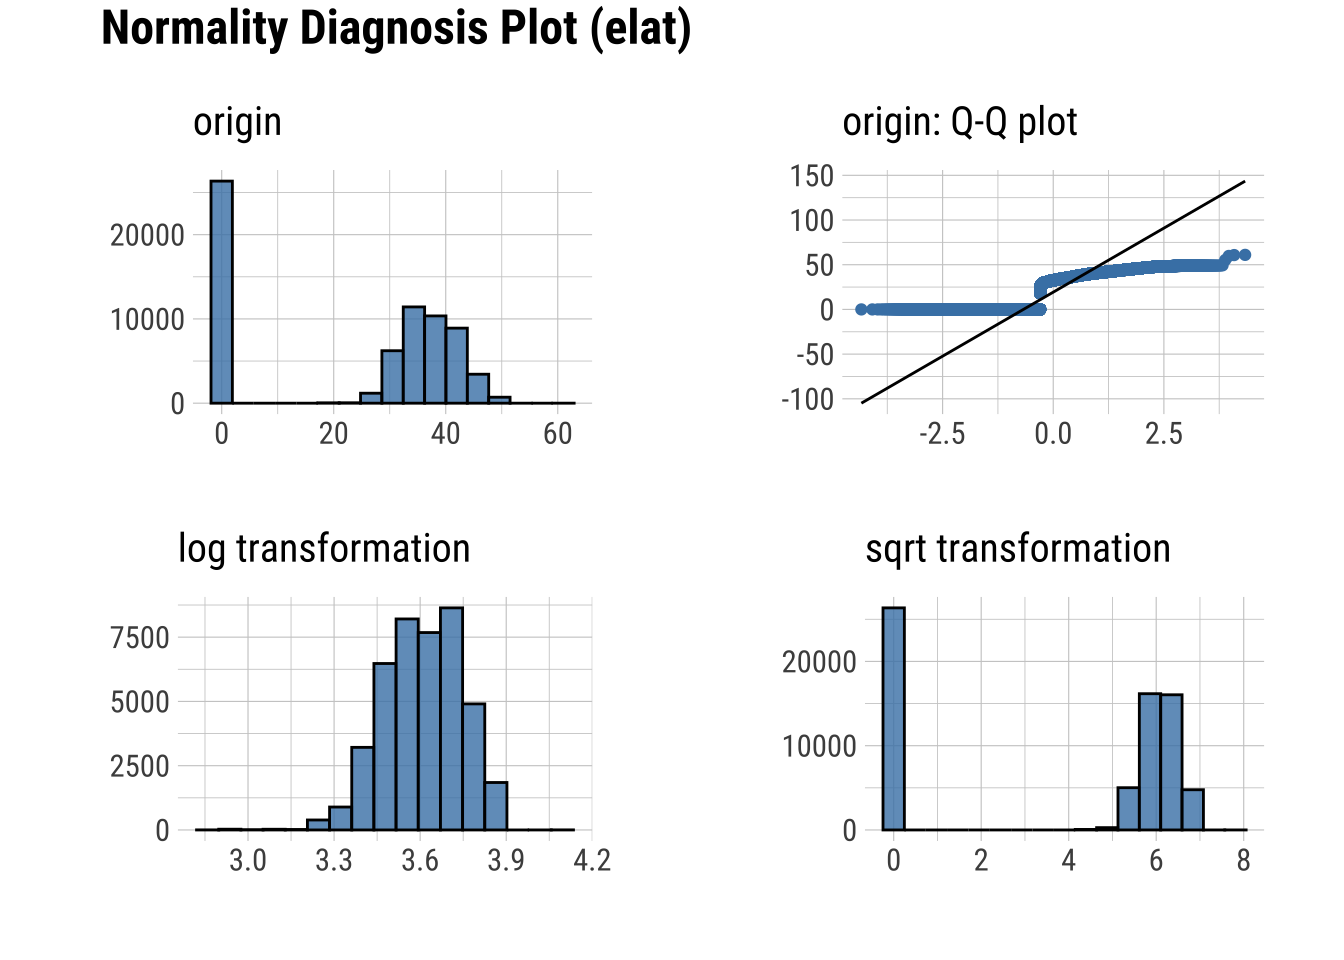 Normality Diagnosis Plot (elat)
origin
20000
10000
0
0 20 40 60
origin: Q-Q plot
150
100
50
0
-50
-100
-2.5 0.0 2.5
log transformation
7500
5000
2500
0
3.0 3.3 3.6 3.9 4.2
sqrt transformation
20000
10000
0
0 2 4 6 8